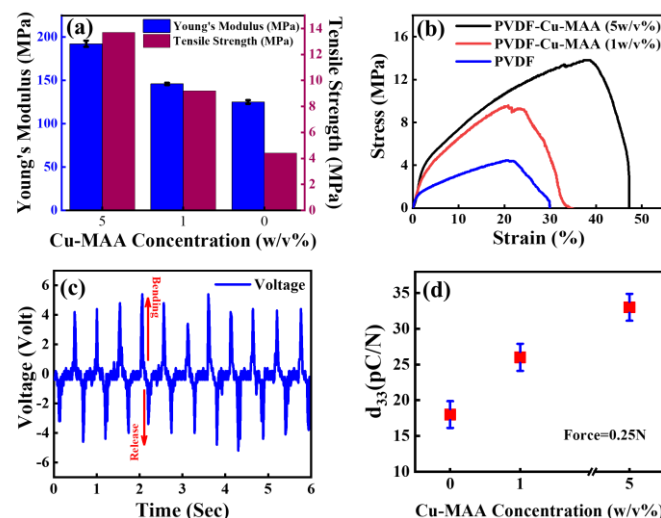 (a)
Young's Modulus (MPa)
Tensile Strength (MPa)
Young's Modulus
(MPa)
200
150
100
50
0
14
12
10
8
6
4
2
0
Tensile Strength
(MPa)
5 1 0
Cu-MAA Concentration (w/v%)
(b)
PVDF-Cu-MAA (5w/v%)
PVDF-Cu-MAA (1w/v%)
PVDF
Stress (MPa)
16
12
8
4
0
0 10 20 30 40 50
Strain (%)
(c)
Voltage
Bending
Release
Voltage (Volt)
6
4
2
0
-2
-4
-6
0 1 2 3 4 5 6
Time (Sec)
(d)
d33(pC/N)
35
30
25
20
15
10
Force=0.25N
0 1 5
Cu-MAA Concentration (w/v%)